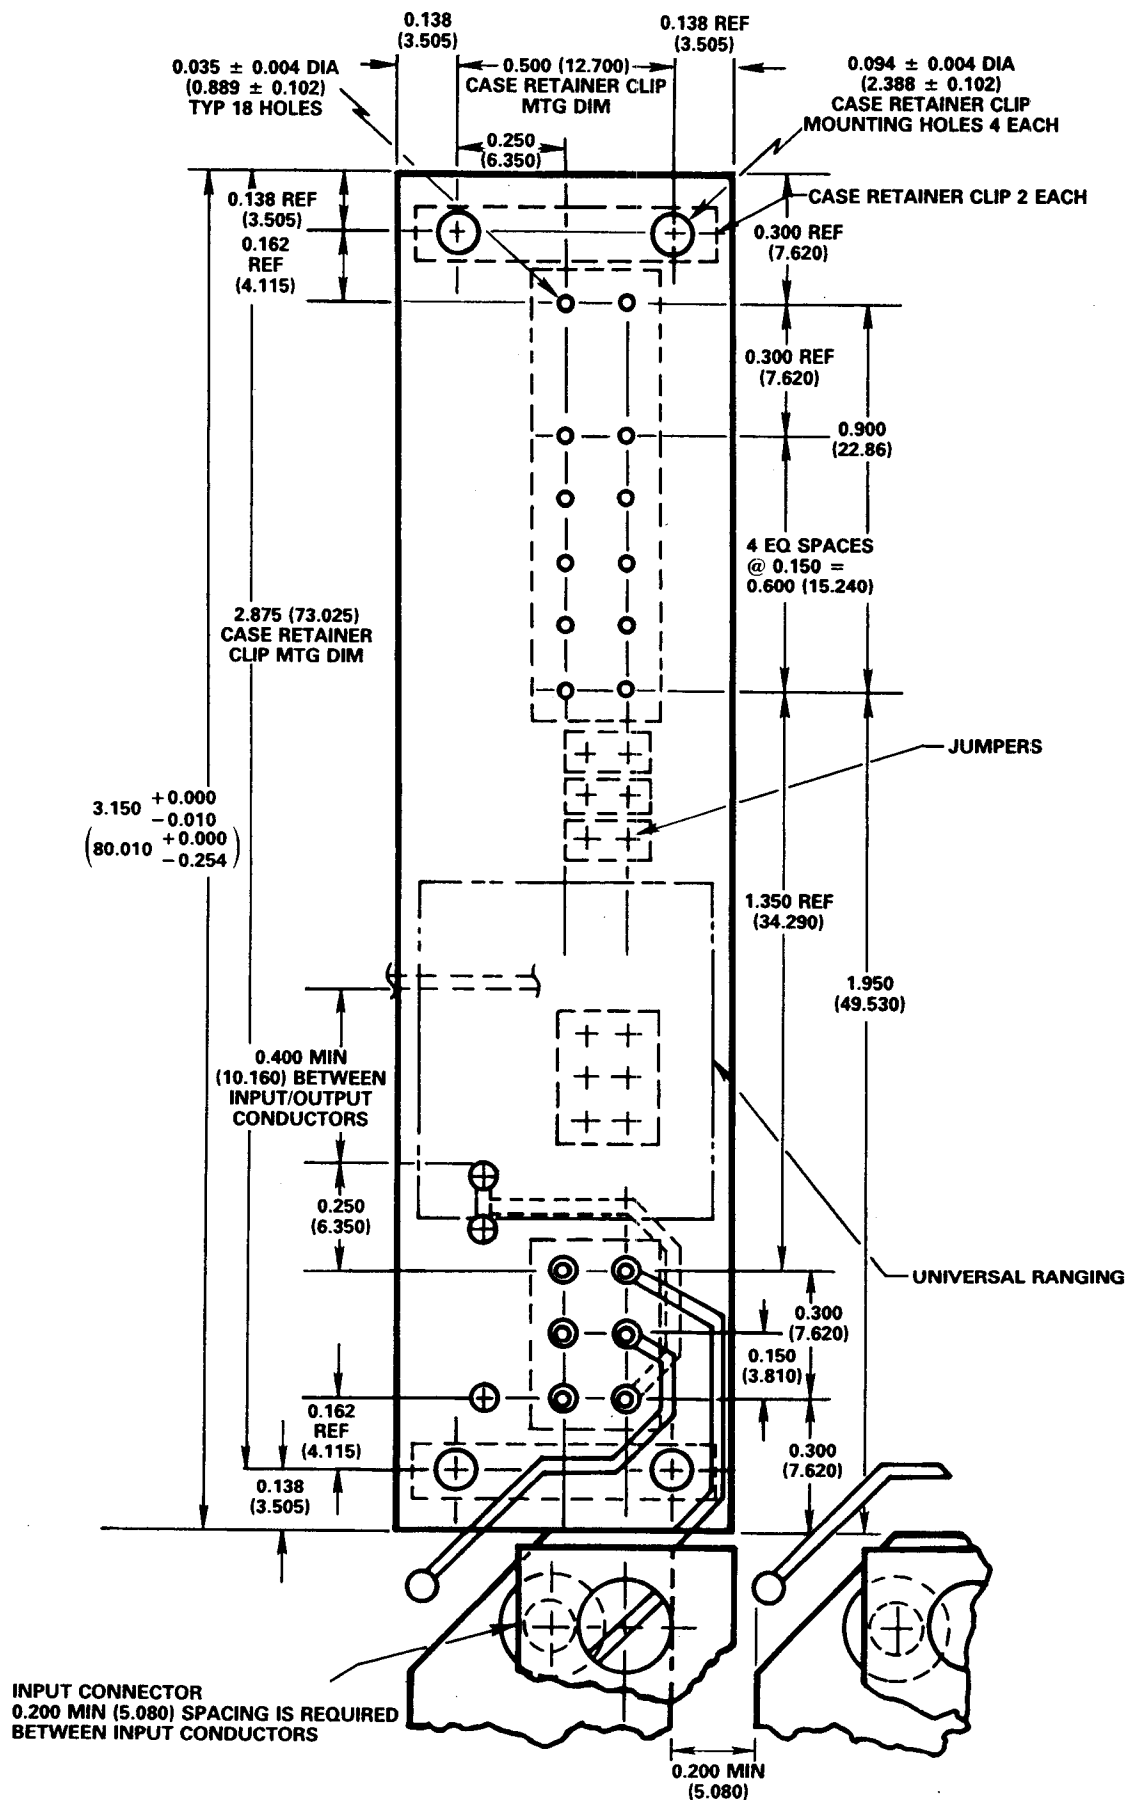 0.138
(3.505)
0.138 REF
(3.505)
0.035 ± 0.004 DIA
(0.889 ± 0.102)
TYP 18 HOLES
0.500 (12.700)
CASE RETAINER CLIP
MTG DIM
0.094 ± 0.004 DIA
(2.388 ± 0.102)
CASE RETAINER CLIP
MOUNTING HOLES 4 EACH
0.250
(6.350)
0.138 REF
(3.505)
CASE RETAINER CLIP 2 EACH
0.300 REF
(7.620)
0.162
REF
(4.115)
0.300 REF
(7.620)
0.900
(22.86)
4 EQ SPACES
@ 0.150 =
0.600 (15.240)
2.875 (73.025)
CASE RETAINER
CLIP MTG DIM
JUMPERS
3.150 +0.000
−0.010
(80.010 +0.000
−0.254)
1.350 REF
(34.290)
1.950
(49.530)
0.400 MIN
(10.160) BETWEEN
INPUT/OUTPUT
CONDUCTORS
0.250
(6.350)
UNIVERSAL RANGING
0.300
(7.620)
0.150
(3.810)
0.162
REF
(4.115)
0.300
(7.620)
0.138
(3.505)
INPUT CONNECTOR
0.200 MIN (5.080) SPACING IS REQUIRED
BETWEEN INPUT CONDUCTORS
0.200 MIN
(5.080)